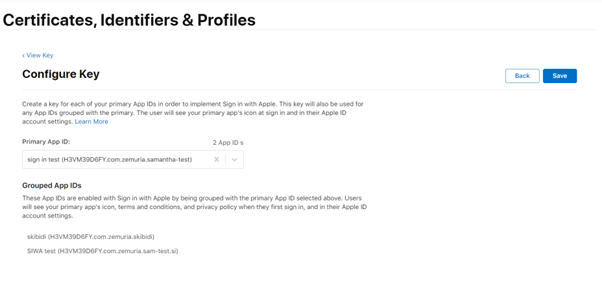 Certificates, Identifiers & Profiles
‹ View Key
Configure Key
Back
Save
Create a key for each of your primary App IDs in order to implement Sign in with Apple. This key will also be used for
any App IDs grouped with the primary. The user will see your primary app's icon at sign in and in their Apple ID
account settings. Learn More
Primary App ID:
2 App ID s
sign in test (H3VM39D6FY.com.zemuria.samantha-test)
Grouped App IDs
These App IDs are enabled with Sign in with Apple by being grouped with the primary App ID selected above. Users
will see your primary app's icon, terms and conditions, and privacy policy when they first sign in, and in their Apple ID
account settings.
skibidi (H3VM39D6FY.com.zemuria.skibidi)
SIWA test (H3VM39D6FY.com.zemuria.sam-test.si)